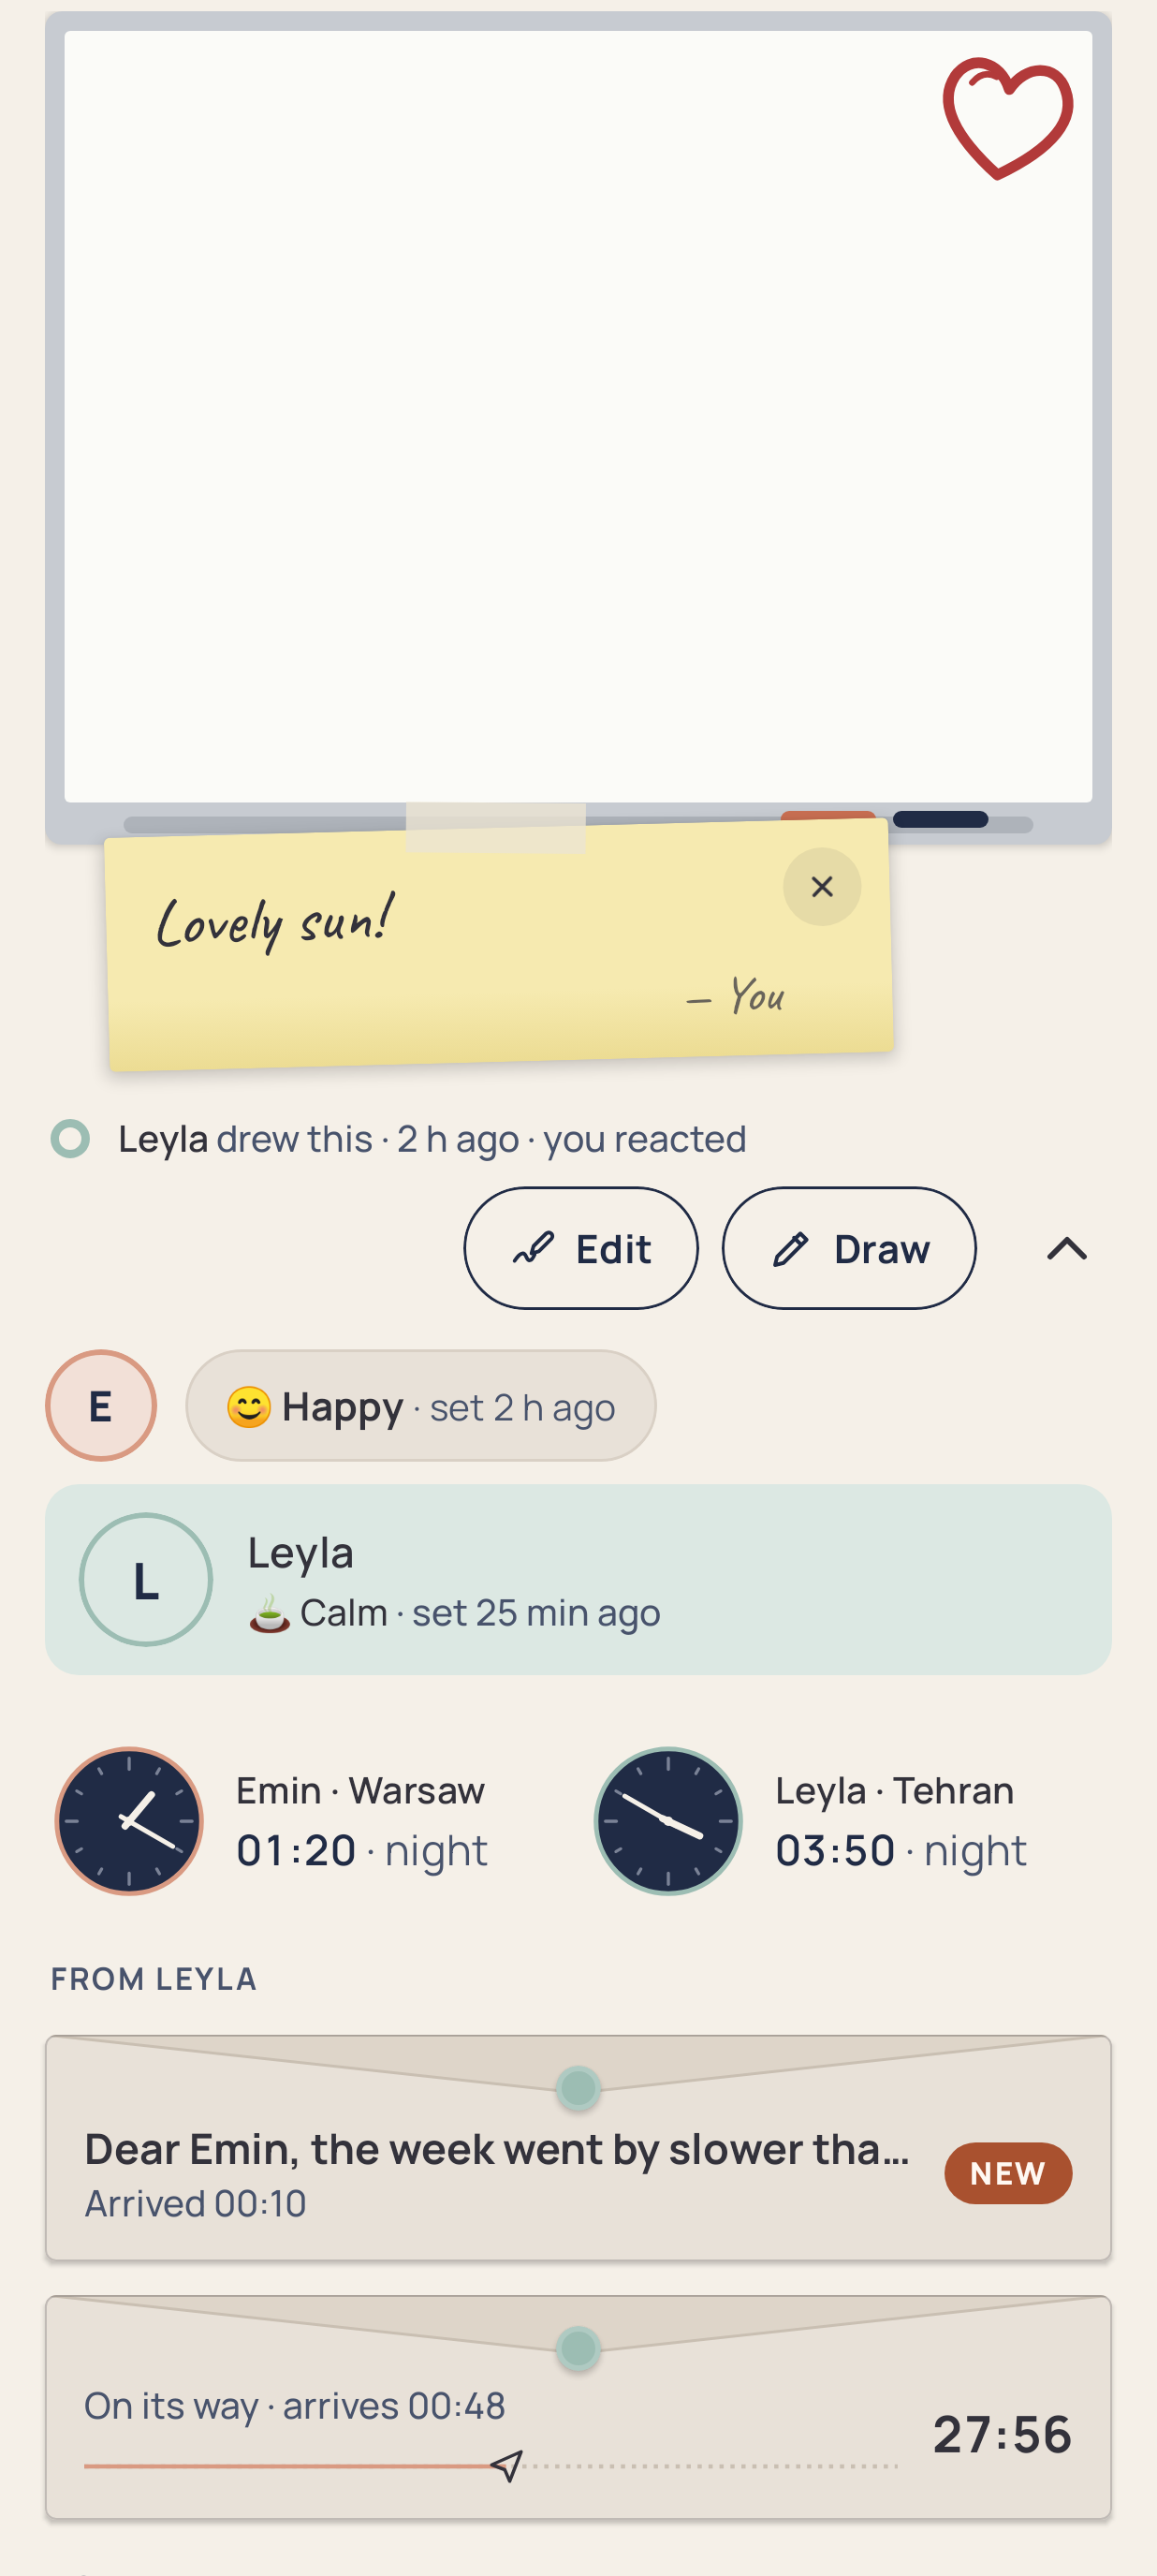 Lovely sun!
– You
Leyla drew this · 2 h ago · you reacted
Edit
Draw
E
😊 Happy · set 2 h ago
L
Leyla
🍵 Calm · set 25 min ago
Emin · Warsaw
01:20 · night
Leyla · Tehran
03:50 · night
FROM LEYLA
Dear Emin, the week went by slower tha...
NEW
Arrived 00:10
On its way · arrives 00:48
27:56